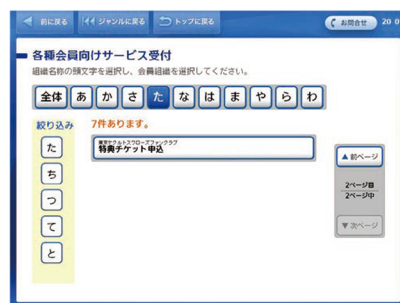 前に戻る
ジャンルに戻る
トップに戻る
お問合せ
20 0
各種会員向けサービス受付
組織名称の頭文字を選択し、会員組織を選択してください。
全体
あ
か
さ
た
な
は
ま
や
ら
わ
絞り込み
7件あります。
た
ち
つ
て
と
東京ヤクルトスワローズファンクラブ
特典チケット申込
▲前ページ
2ページ目
2ページ中
▼次ページ